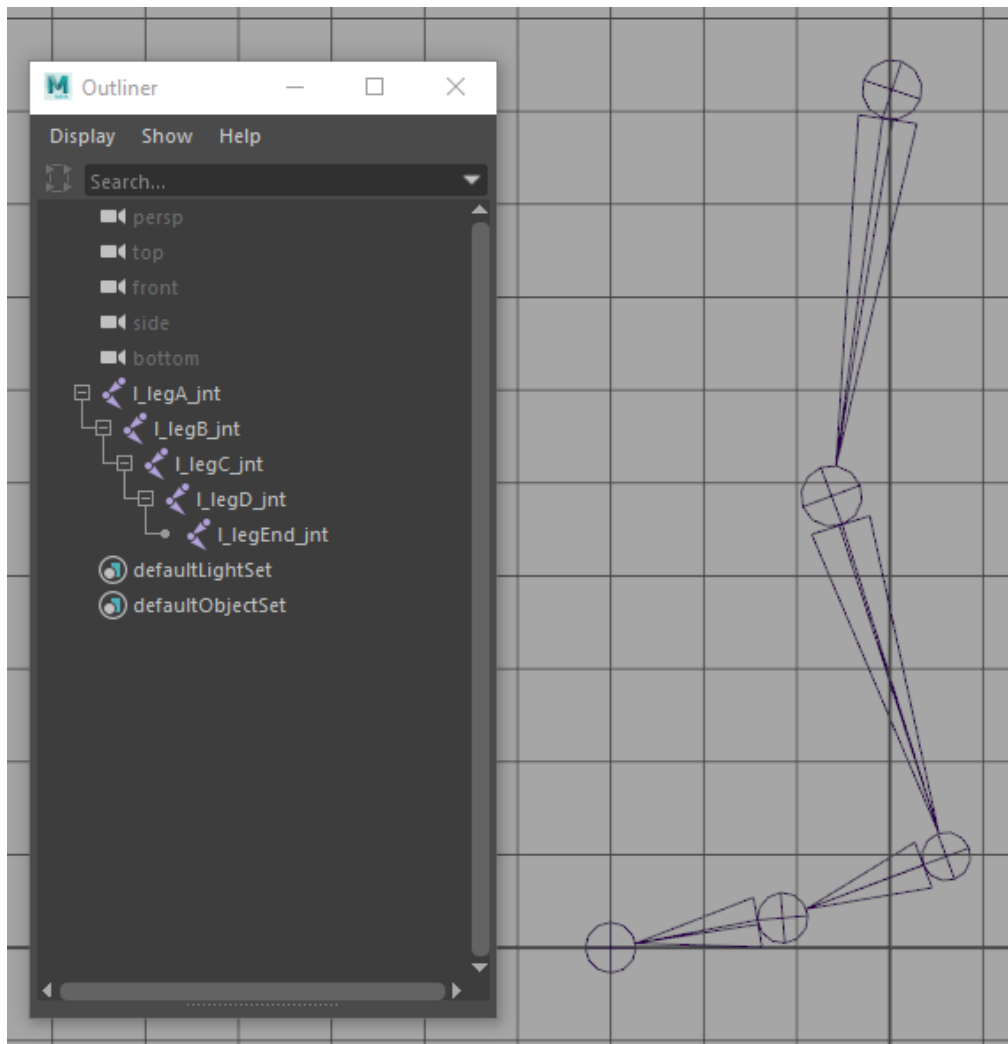 Outliner
Display Show Help
Search...
persp
top
front
side
bottom
l_legA_jnt
l_legB_jnt
l_legC_jnt
l_legD_jnt
l_legEnd_jnt
defaultLightSet
defaultObjectSet